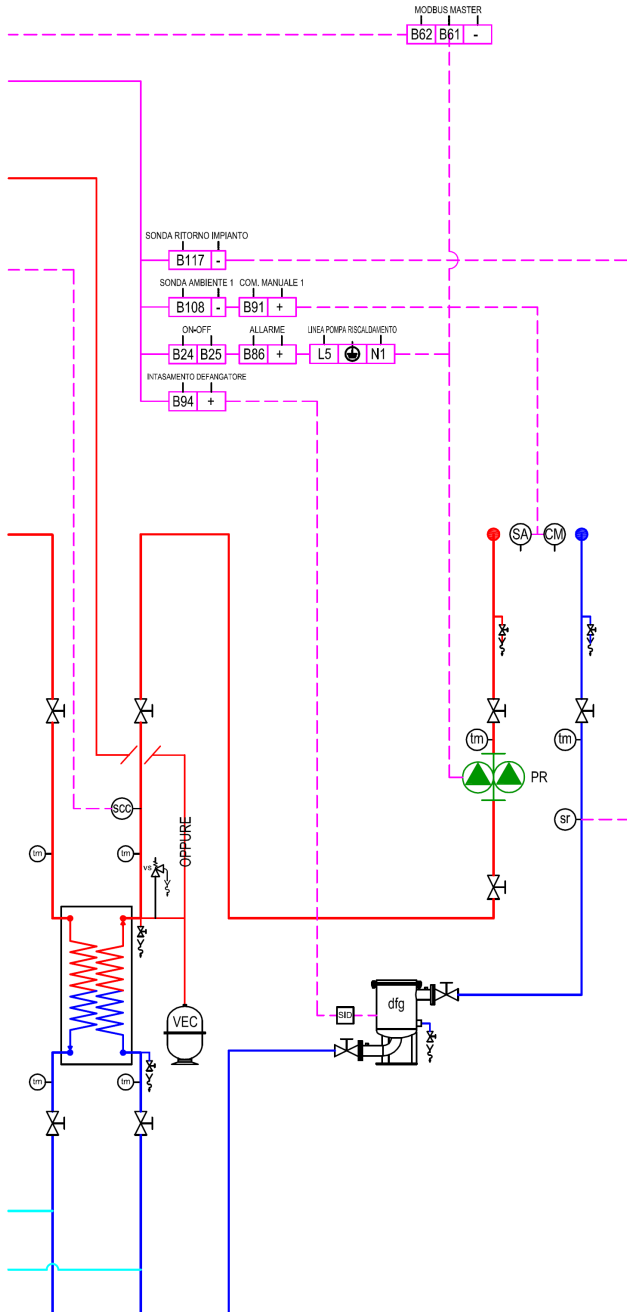 MODBUS MASTER
B62 B61 -
SONDA RITORNO IMPIANTO
B117 -
SONDA AMBIENTE 1 COM. MANUALE 1
B108 - B91 +
ON-OFF ALLARME LINEA POMPA RISCALDAMENTO
B24 B25 B86 + L5 N1
INTASAMENTO DEFANGATORE
B94 +
SA CM
tm tm
PR
scc sr
OPPURE
tm tm
vs
dfg
SID
VEC
tm tm